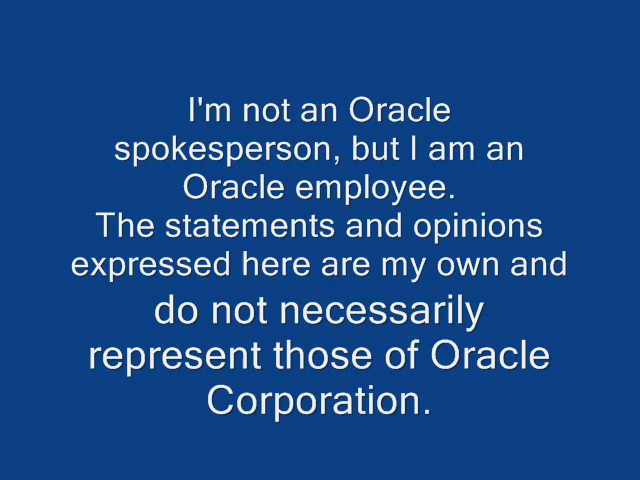 I'm not an Oracle
spokesperson, but I am an
Oracle employee.
The statements and opinions
expressed here are my own and
do not necessarily
represent those of Oracle
Corporation.